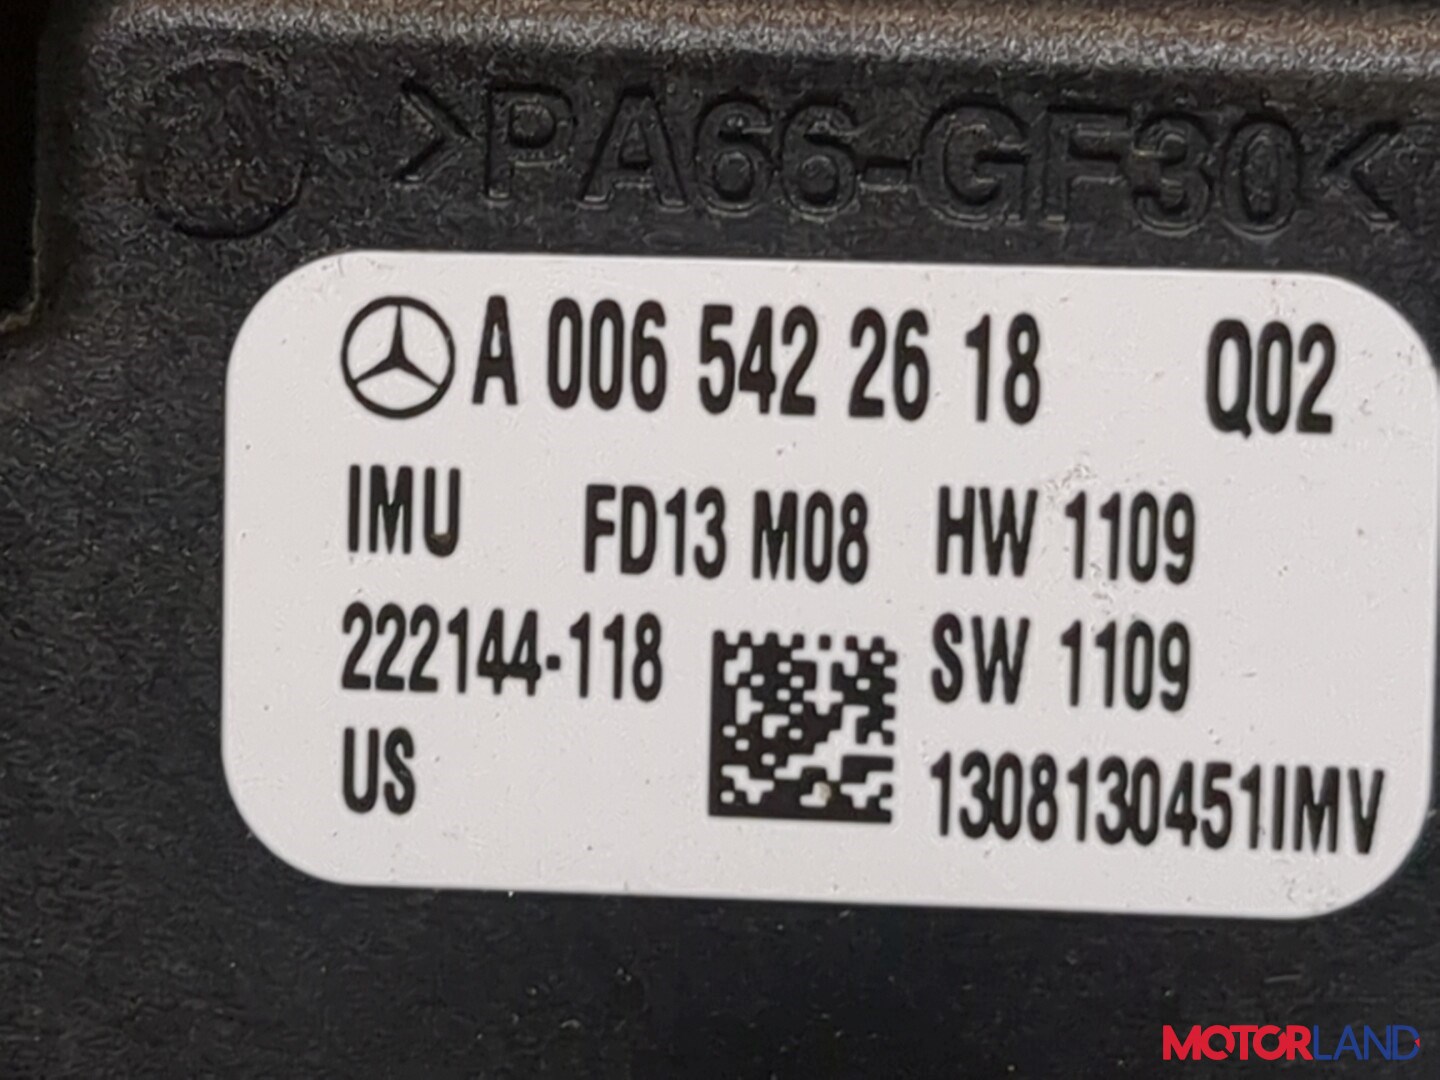 >PA66-GF30<
A 006 542 26 18 Q02
IMU FD13 M08 HW 1109
222144-118 SW 1109
US 1308130451IMV
MOTORLAND